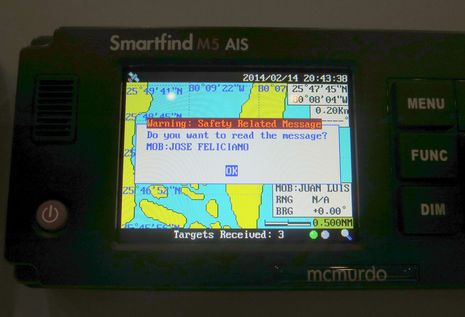 Smartfind M5 AIS
2014/02/14 20:43:38
25°49'41"N 80°09'22"W 80°07
25°47'45"N
80°08'04"W
0.20Kn
Warning: Safety Related Message
Do you want to read the message?
MOB:JOSE FELICIANO
OK
25°46'52"N
MOB:JUAN LUIS
RNG N/A
BRG +0.00°
0.500NM
Targets Received: 3
MENU
FUNC
DIM
mcmurdo